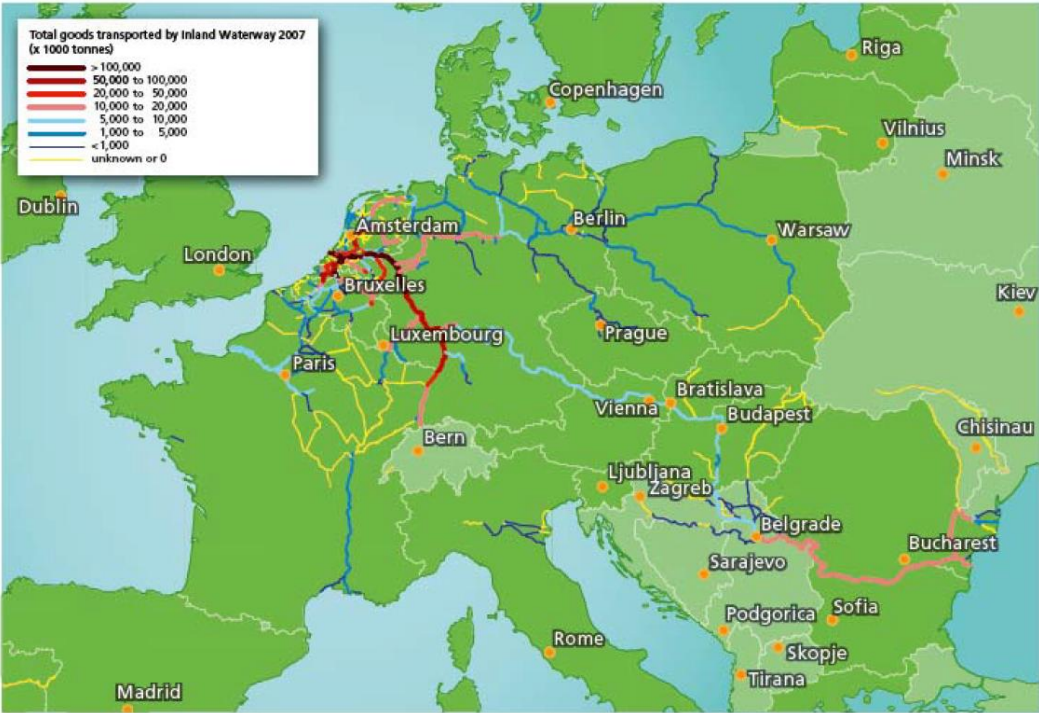 Total goods transported by Inland Waterway 2007
(x 1000 tonnes)
> 100,000
50,000 to 100,000
20,000 to 50,000
10,000 to 20,000
5,000 to 10,000
1,000 to 5,000
< 1,000
unknown or 0
Riga
Copenhagen
Vilnius
Minsk
Dublin
Amsterdam
Berlin
Warsaw
London
Bruxelles
Kiev
Luxembourg
Prague
Paris
Bratislava
Vienna
Budapest
Chisinau
Bern
Ljubljana
Zagreb
Belgrade
Bucharest
Sarajevo
Podgorica
Sofia
Rome
Skopje
Tirana
Madrid